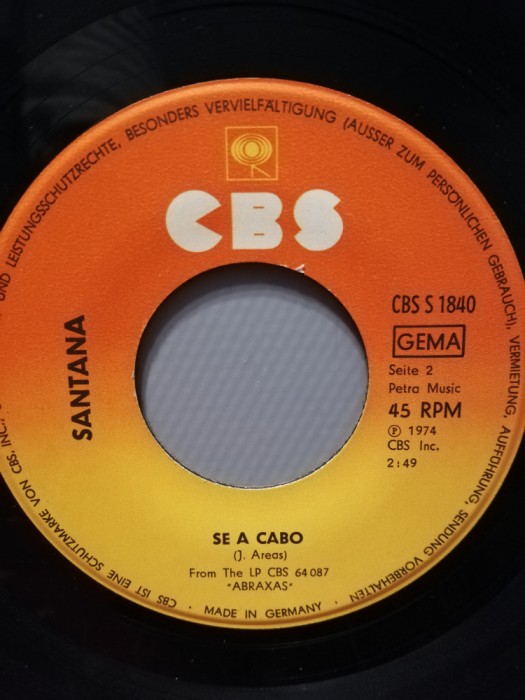 UND LEISTUNGSSCHUTZRECHTE, BESONDERS VERVIELFÄLTIGUNG (AUSSER ZUM PERSÖNLICHEN GEBRAUCH), VERMIETUNG, AUFFÜHRUNG, SENDUNG VORBEHALTEN
CBS
SANTANA
CBS S 1840
GEMA
Seite 2
Petra Music
45 RPM
Ⓟ 1974
CBS Inc.
2:49
SE A CABO
(J. Areas)
From The LP CBS 64 087
"ABRAXAS"
· MADE IN GERMANY ·
CBS IST EINE SCHUTZMARKE VON CBS, INC.,